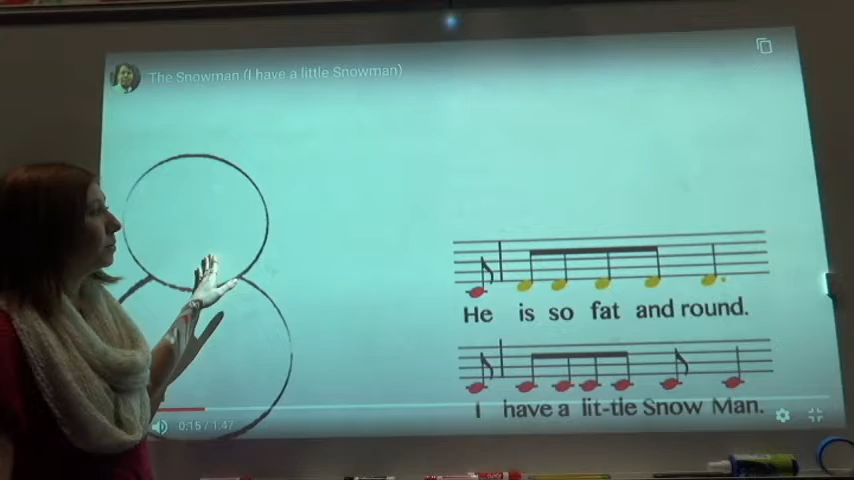 The Snowman (I have a little Snowman)
He is so fat and round.
I have a lit-tle Snow Man.
0:15 / 1:47